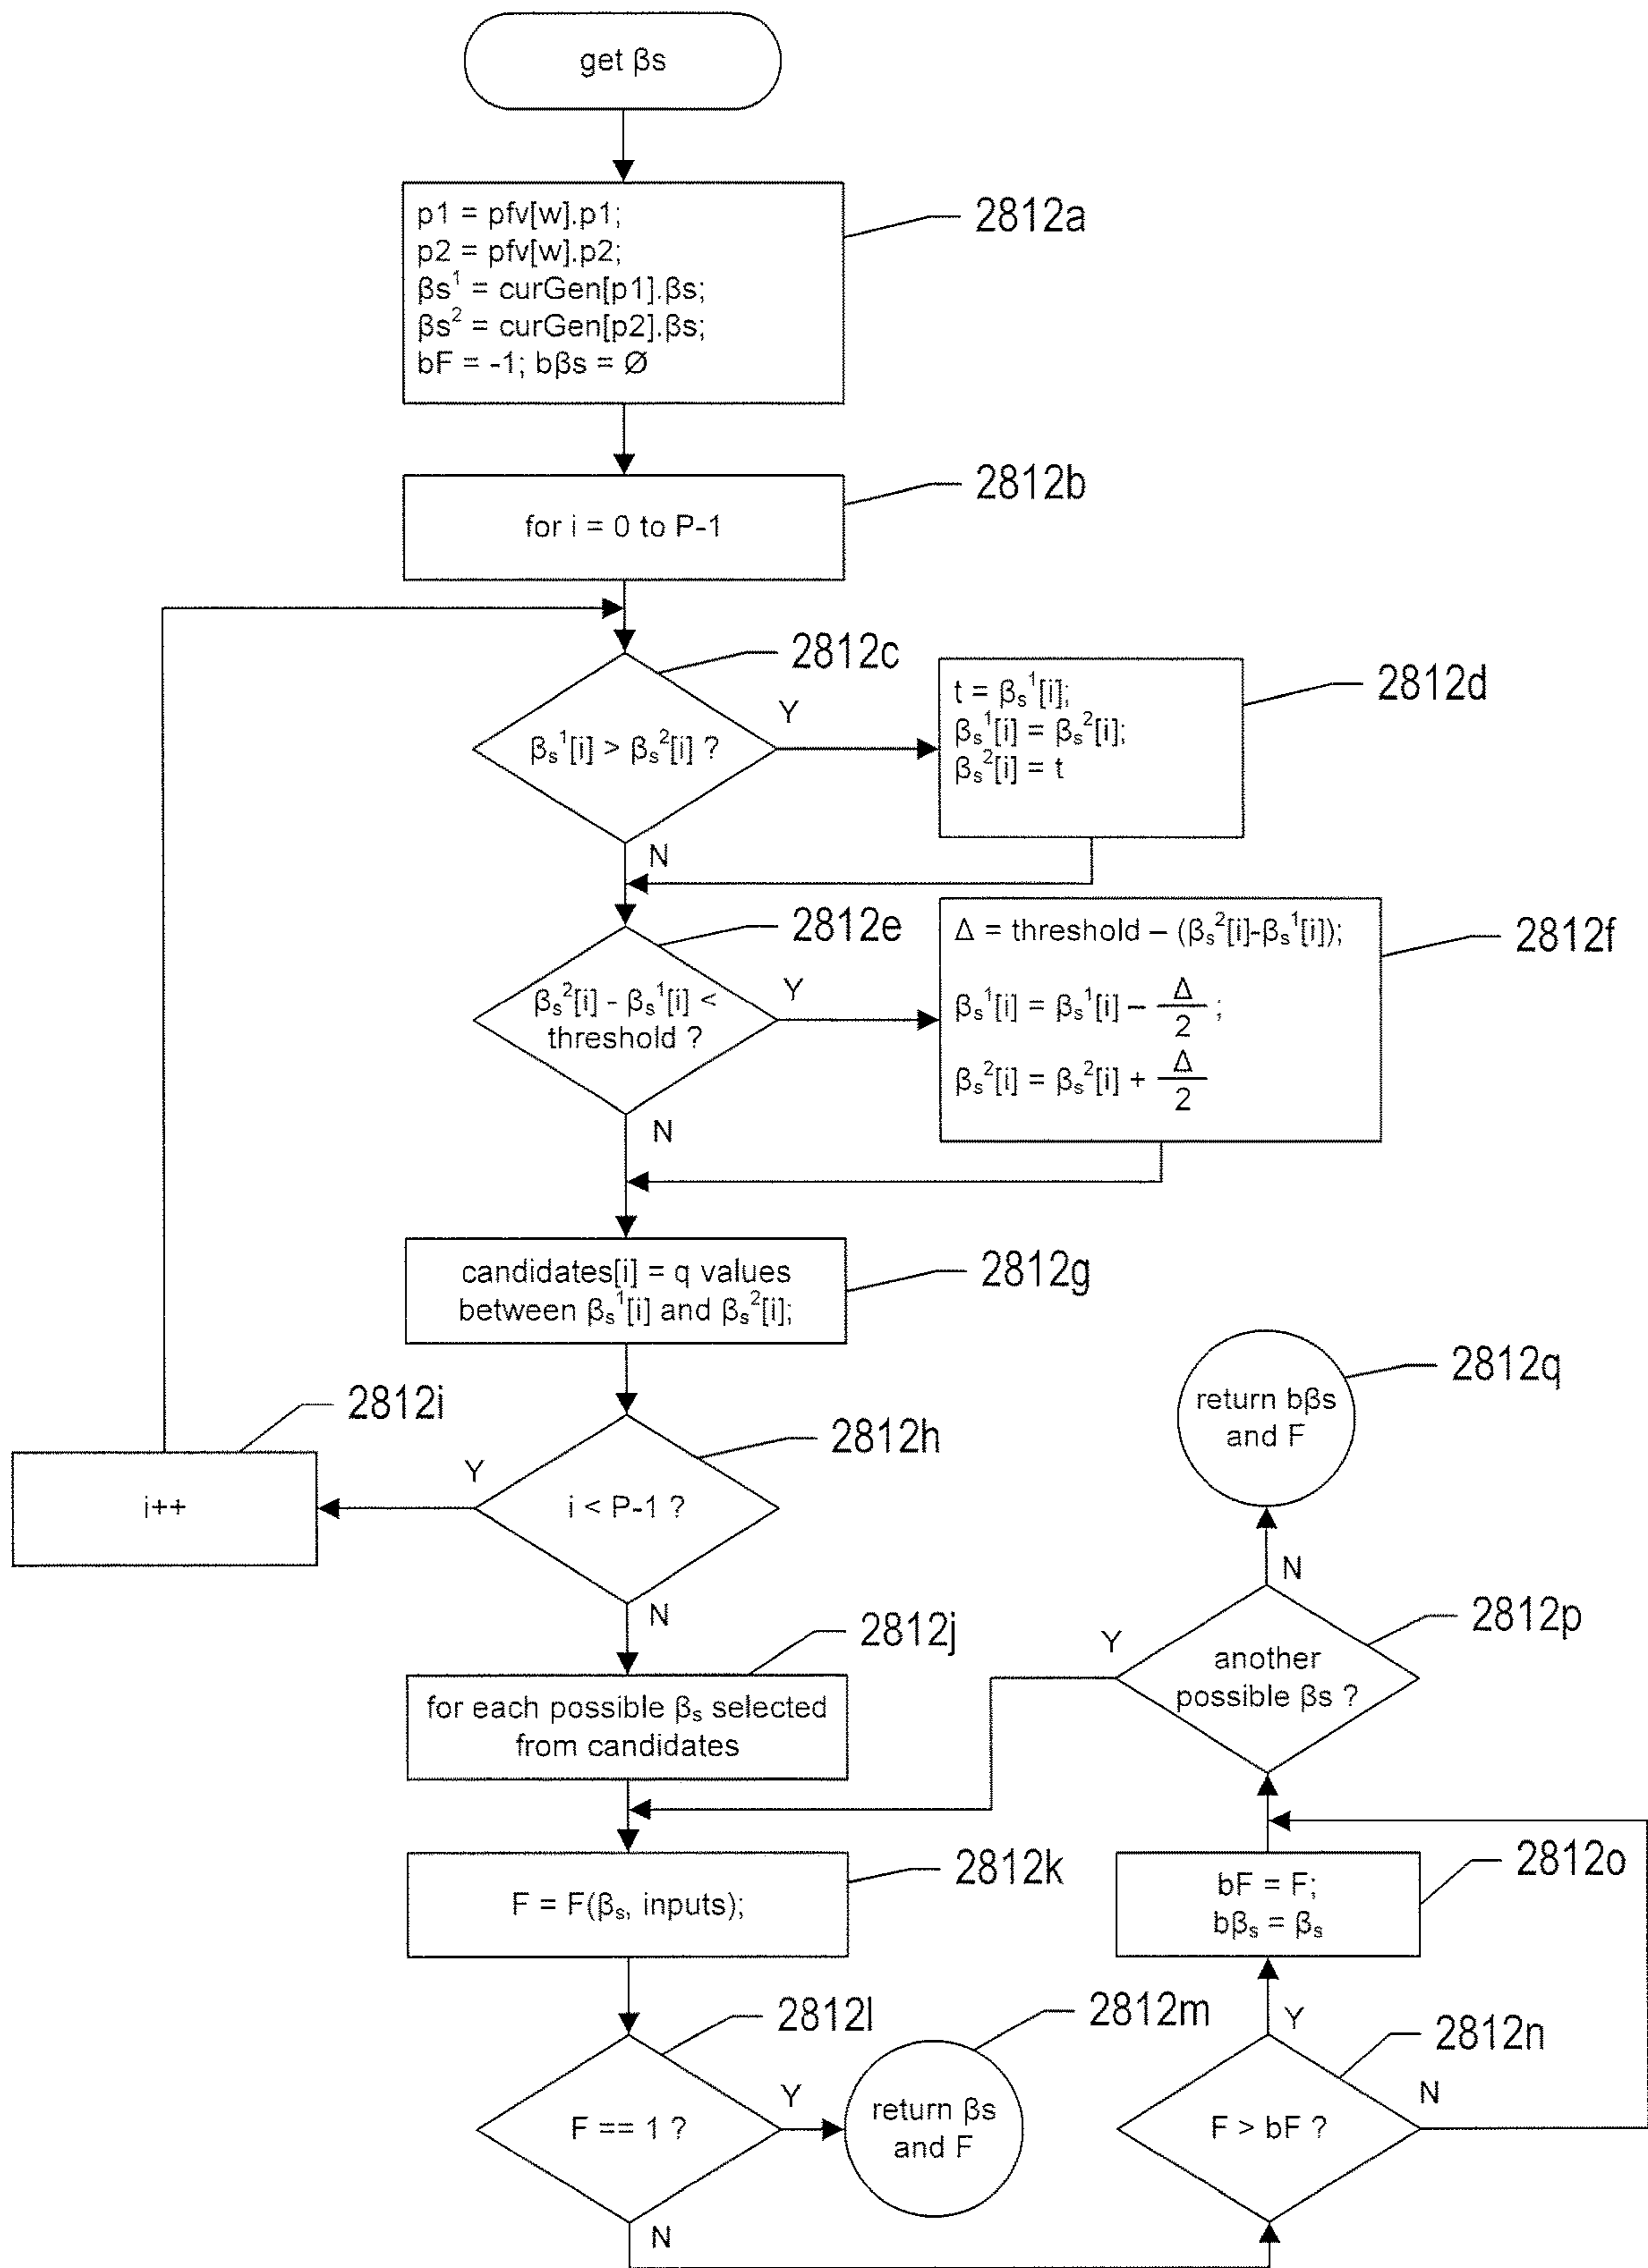 get βs
p1 = pfv[w].p1;
p2 = pfv[w].p2;
βs¹ = curGen[p1].βs;
βs² = curGen[p2].βs;
bF = -1; bβs = Ø
2812a
for i = 0 to P-1
2812b
2812c
βₛ¹[i] > βₛ²[i] ?
Y
N
t = βₛ¹[i];
βₛ¹[i] = βₛ²[i];
βₛ²[i] = t
2812d
2812e
βₛ²[i] - βₛ¹[i] <
threshold ?
Y
N
Δ = threshold – (βₛ²[i]-βₛ¹[i]);
βₛ¹[i] = βₛ¹[i] – Δ/2 ;
βₛ²[i] = βₛ²[i] + Δ/2
2812f
candidates[i] = q values
between βₛ¹[i] and βₛ²[i];
2812g
2812h
i < P-1 ?
Y
N
2812i
i++
2812j
for each possible βₛ selected
from candidates
F = F(βₛ, inputs);
2812k
2812l
F == 1 ?
Y
N
2812m
return βs
and F
2812n
F > bF ?
Y
N
2812o
bF = F;
bβₛ = βₛ
2812p
another
possible βs ?
Y
N
2812q
return bβs
and F